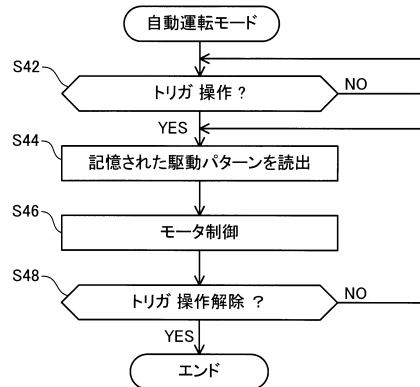 自動運転モード
S42
トリガ 操作 ?
NO
YES
S44
記憶された駆動パターンを読出
S46
モータ制御
S48
トリガ 操作解除 ?
NO
YES
エンド